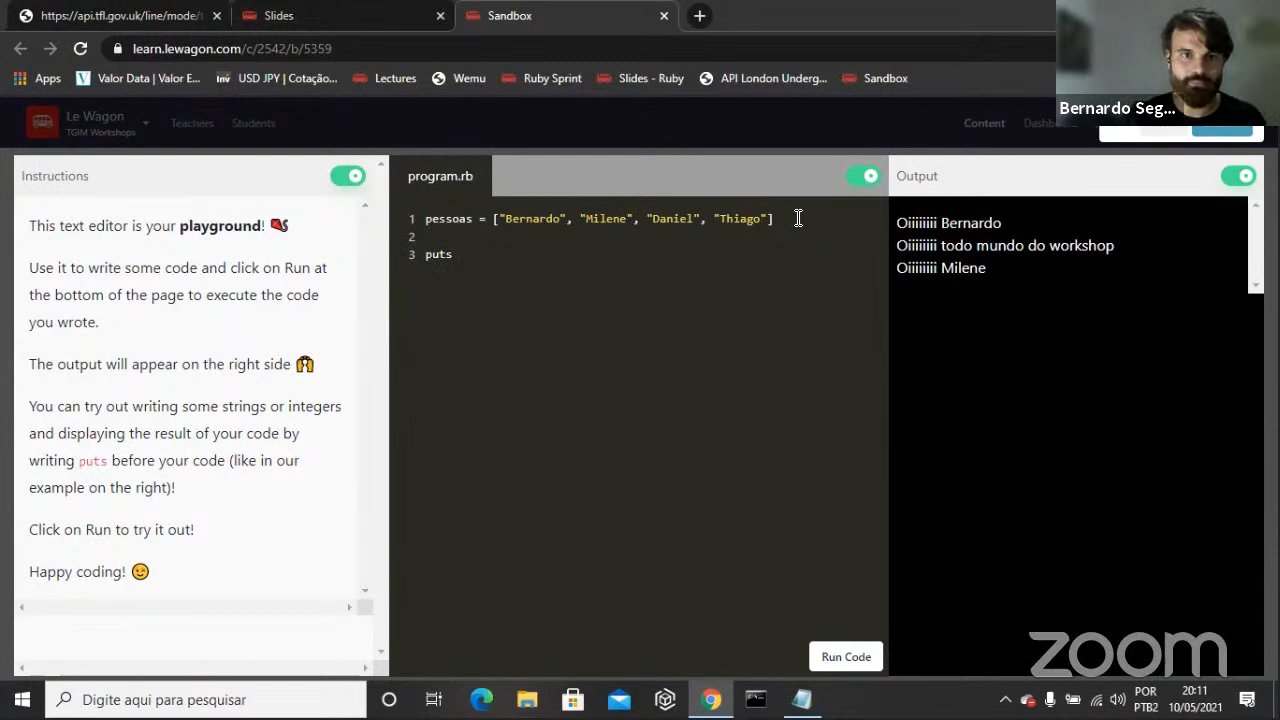 https://api.tfl.gov.uk/line/mode/t
Slides
Sandbox
learn.lewagon.com/c/2542/b/5359
Apps
Valor Data | Valor E...
USD JPY | Cotação...
Lectures
Wemu
Ruby Sprint
Slides - Ruby
API London Underg...
Sandbox
Bernardo Seg...
Le Wagon
TGIM Workshops
Teachers
Students
Content
Instructions
program.rb
Output
This text editor is your playground!
Use it to write some code and click on Run at
the bottom of the page to execute the code
you wrote.
The output will appear on the right side
You can try out writing some strings or integers
and displaying the result of your code by
writing puts before your code (like in our
example on the right)!
Click on Run to try it out!
Happy coding!
1 pessoas = ["Bernardo", "Milene", "Daniel", "Thiago"]
2
3 puts
Oiiiiiiii Bernardo
Oiiiiiiii todo mundo do workshop
Oiiiiiiii Milene
Run Code
zoom
Digite aqui para pesquisar
POR
PTB2
20:11
10/05/2021